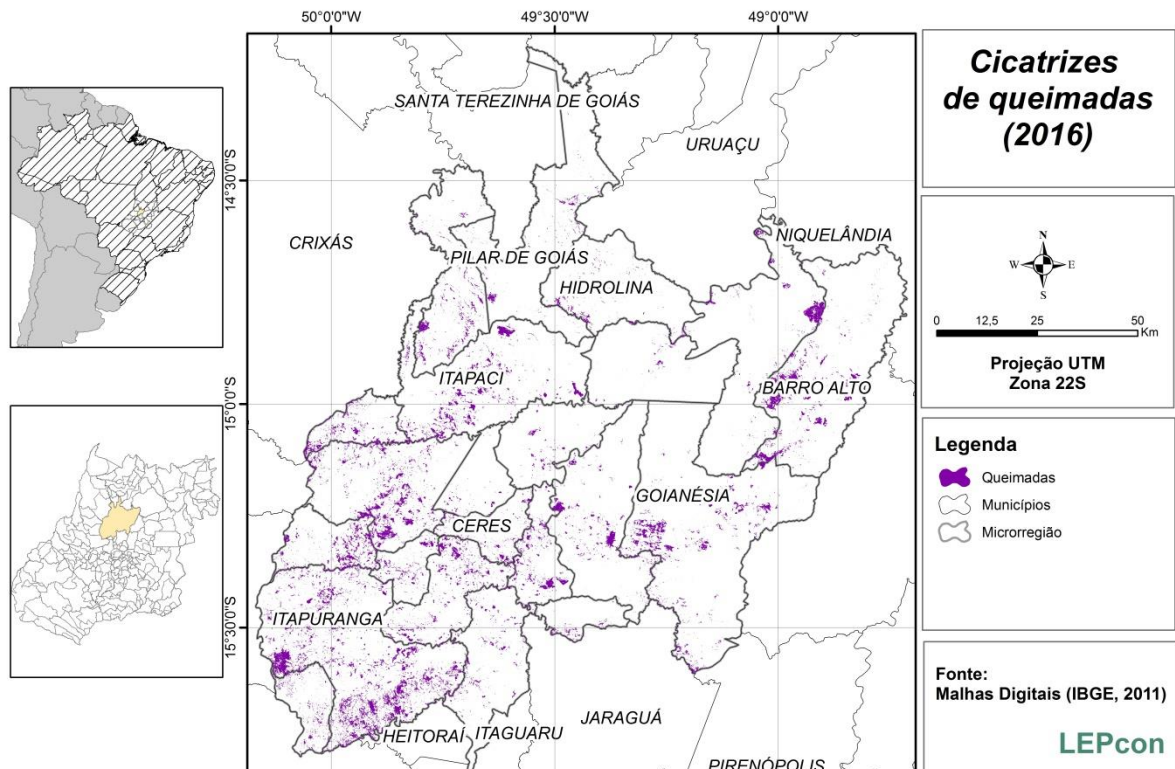 50°0'0"W
49°30'0"W
49°0'0"W
14°30'0"S
15°0'0"S
15°30'0"S
SANTA TEREZINHA DE GOIÁS
URUAÇU
CRIXÁS
NIQUELÂNDIA
PILAR DE GOIÁS
HIDROLINA
ITAPACI
BARRO ALTO
GOIANÉSIA
CERES
ITAPURANGA
JARAGUÁ
HEITORAÍ
ITAGUARU
PIRENÓPOLIS
Cicatrizes
de queimadas
(2016)
N
W E
S
0 12,5 25 50
Km
Projeção UTM
Zona 22S
Legenda
Queimadas
Municípios
Microrregião
Fonte:
Malhas Digitais (IBGE, 2011)
LEPcon